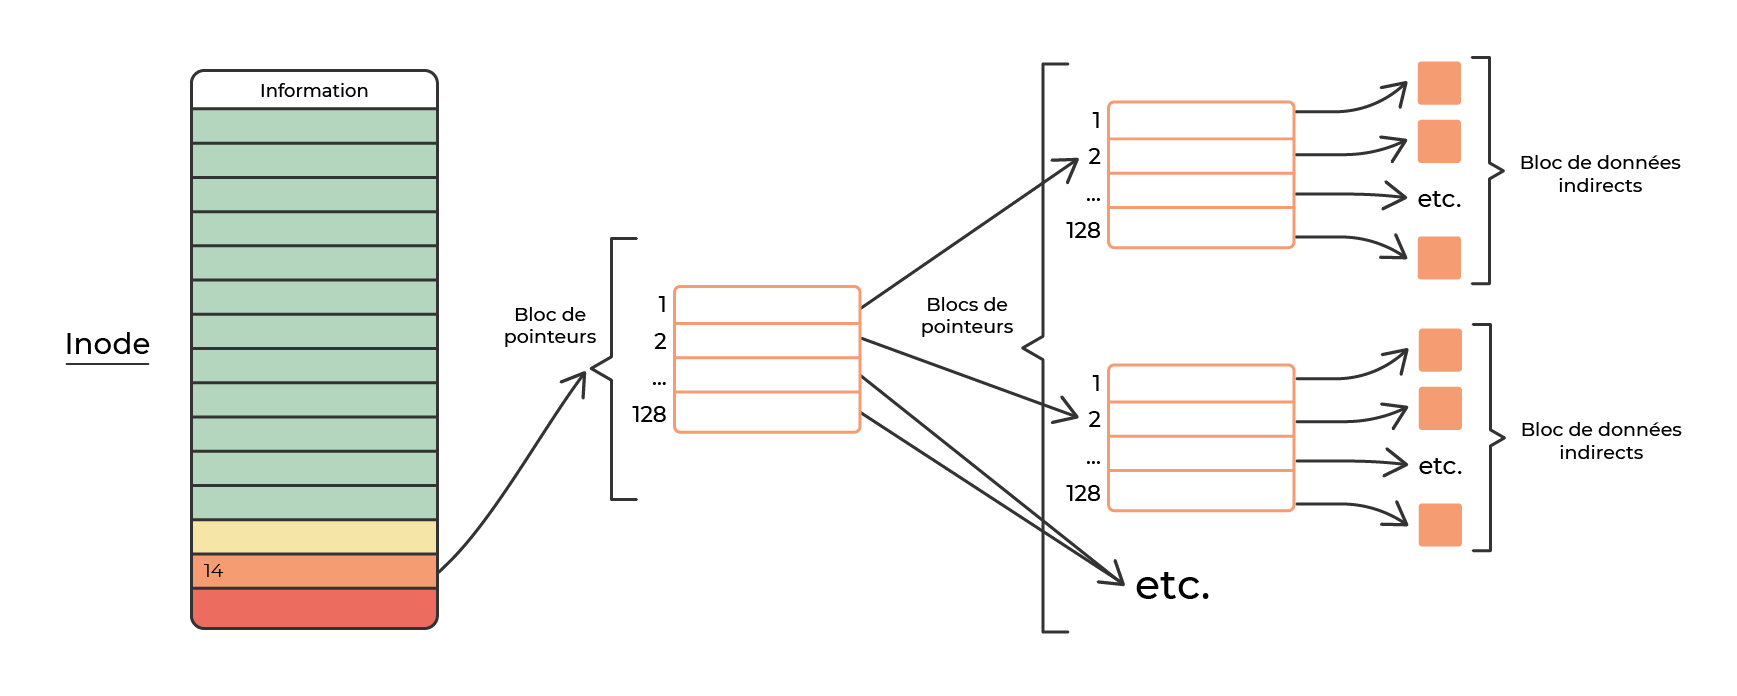 Inode
Information
14
Bloc de
pointeurs
1
2
...
128
Blocs de
pointeurs
1
2
...
128
etc.
Bloc de données
indirects
1
2
...
128
etc.
Bloc de données
indirects
etc.